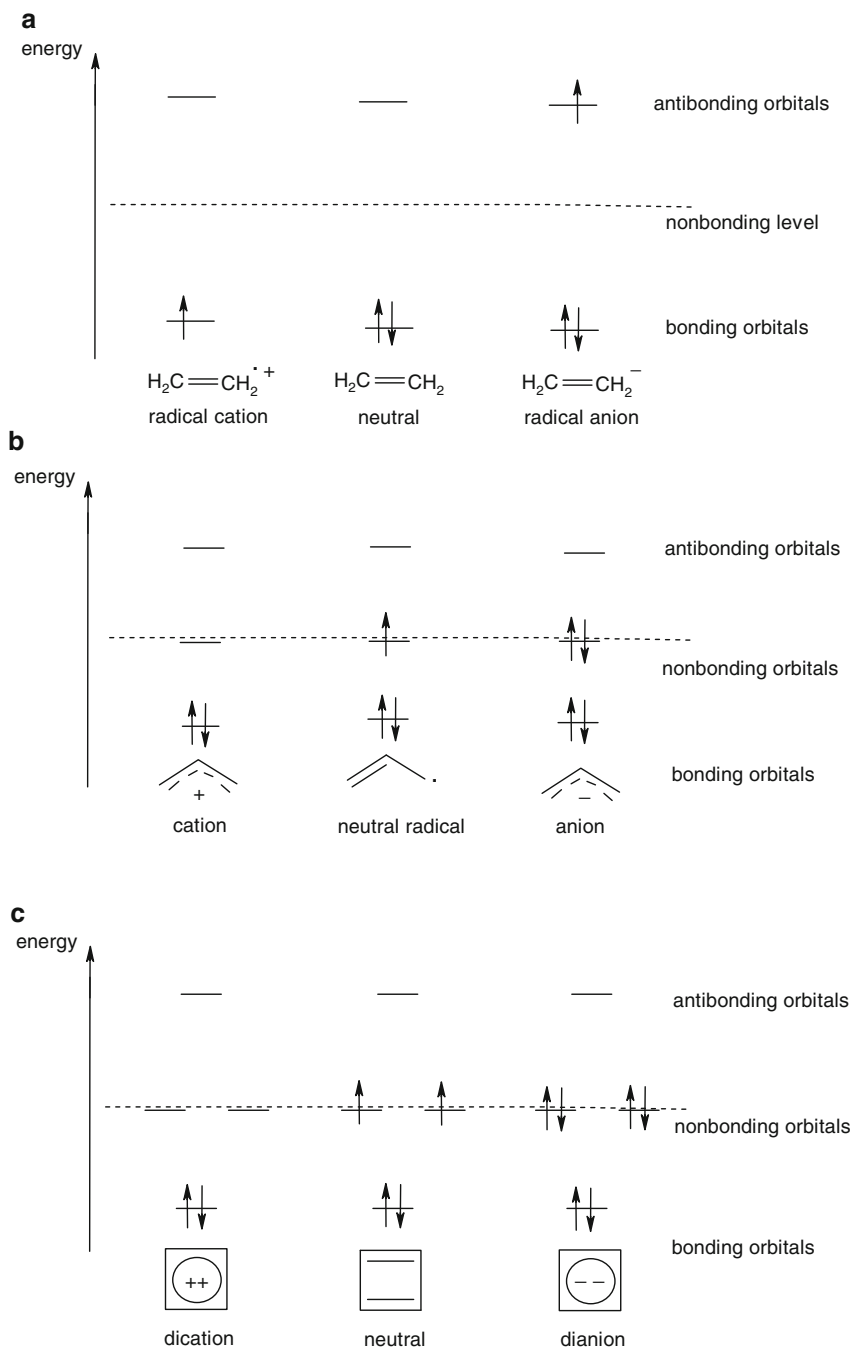 a
energy
antibonding orbitals
nonbonding level
bonding orbitals
H₂C=CH₂·+ H₂C=CH₂ H₂C=CH₂−
radical cation neutral radical anion
b
energy
antibonding orbitals
nonbonding orbitals
bonding orbitals
+ · −
cation neutral radical anion
c
energy
antibonding orbitals
nonbonding orbitals
bonding orbitals
++ − −
dication neutral dianion